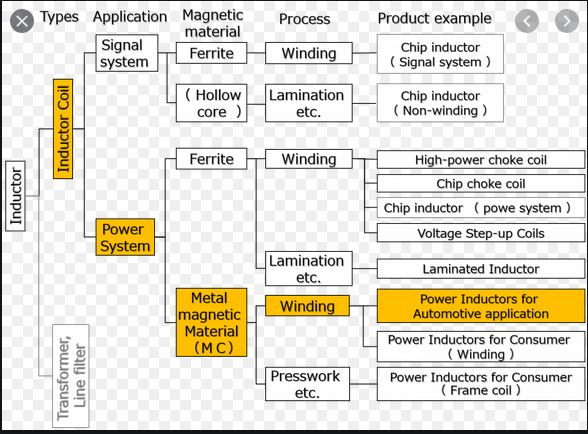 Types
Application
Magnetic
material
Process
Product example
Inductor
Inductor Coil
Transformer,
Line filter
Signal
system
Ferrite
Winding
Chip inductor
( Signal system )
( Hollow
core )
Lamination
etc.
Chip inductor
( Non-winding )
Power
System
Ferrite
Winding
High-power choke coil
Chip choke coil
Chip inductor ( powe system )
Voltage Step-up Coils
Lamination
etc.
Laminated Inductor
Metal
magnetic
Material
(MC)
Winding
Power Inductors for
Automotive application
Power Inductors for Consumer
( Winding )
Presswork
etc.
Power Inductors for Consumer
( Frame coil )